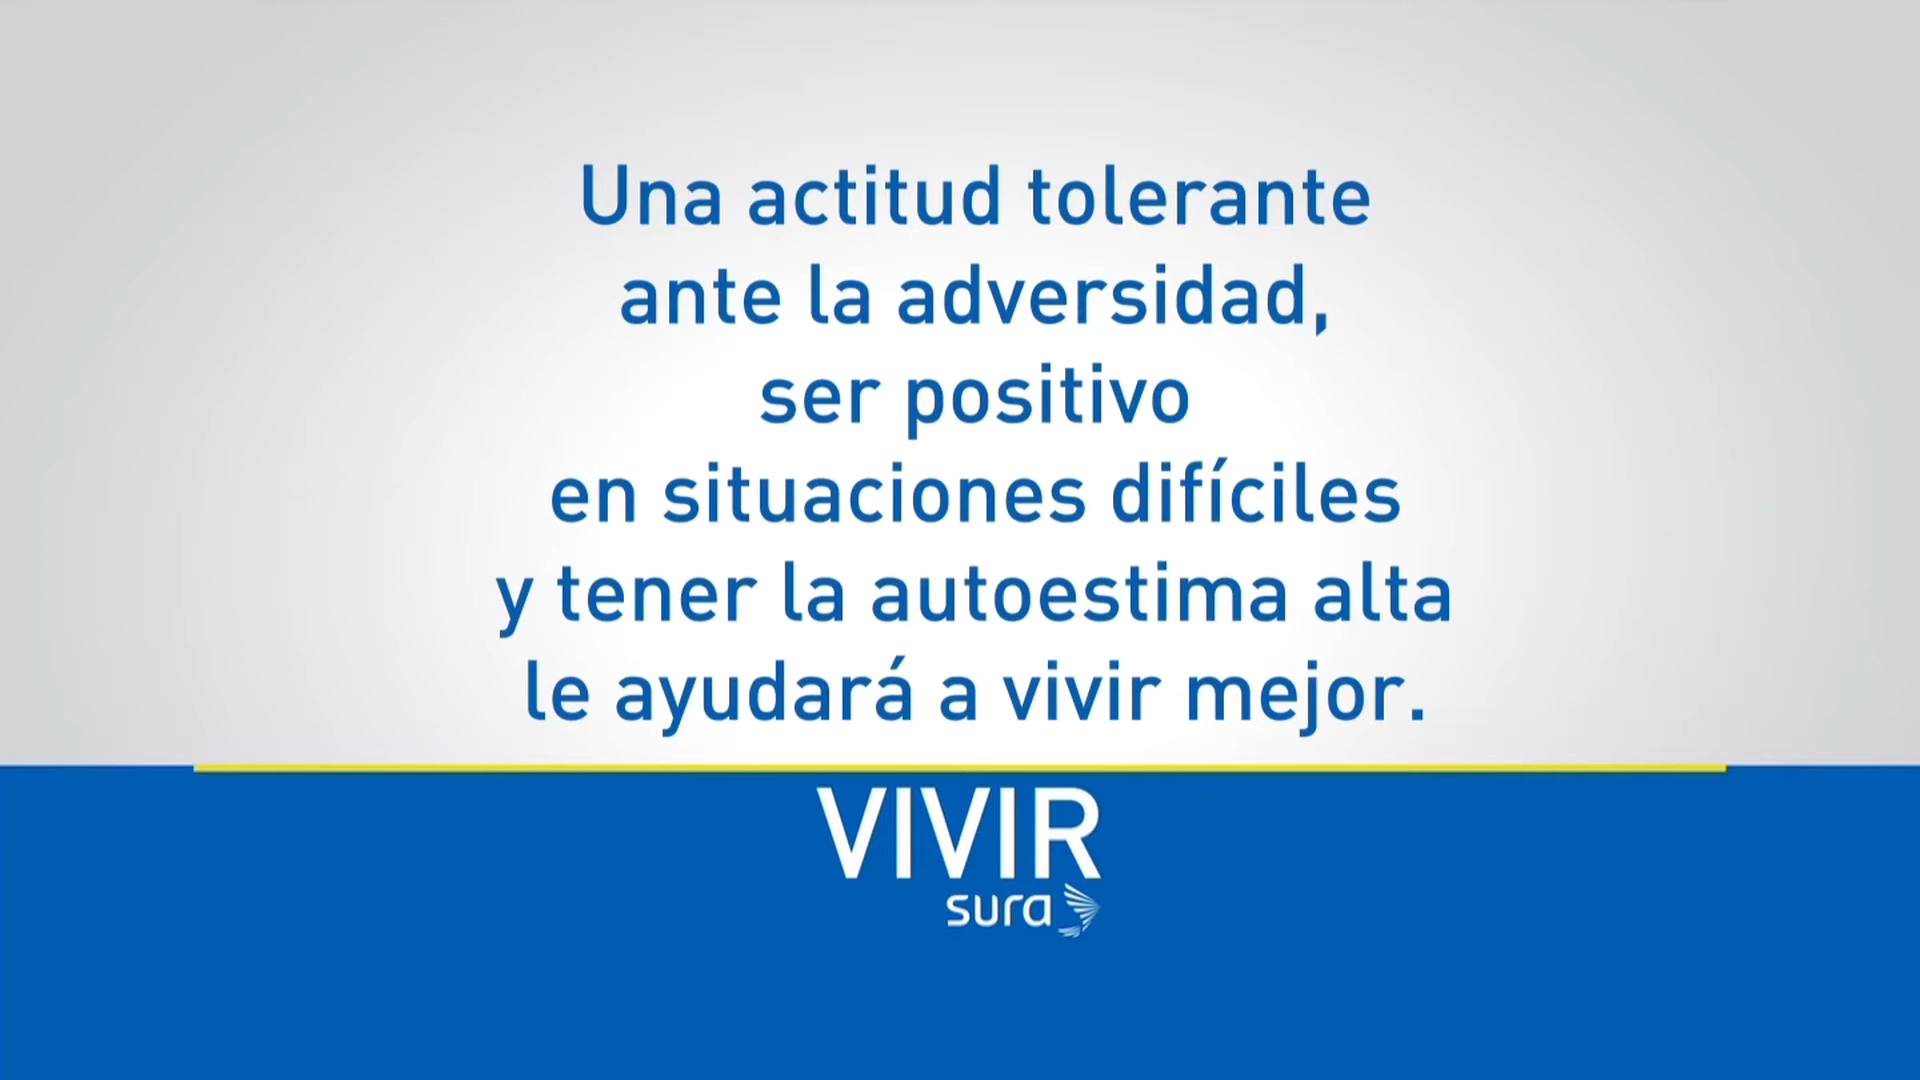 Una actitud tolerante
ante la adversidad,
ser positivo
en situaciones difíciles
y tener la autoestima alta
le ayudará a vivir mejor.
VIVIR
sura